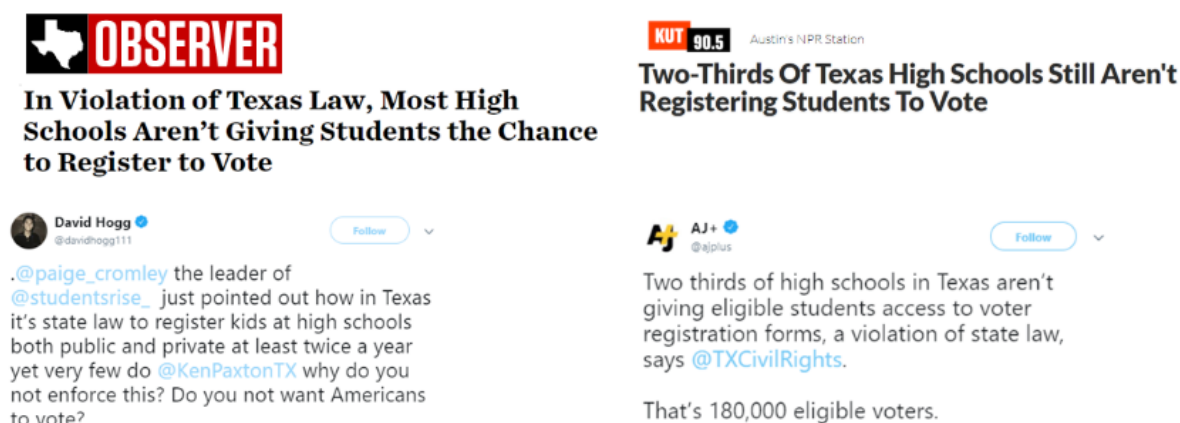 OBSERVER
In Violation of Texas Law, Most High
Schools Aren't Giving Students the Chance
to Register to Vote
KUT 90.5 Austin's NPR Station
Two-Thirds Of Texas High Schools Still Aren't
Registering Students To Vote
David Hogg
@davidhogg111
Follow
.@paige_cromley the leader of
@studentsrise_ just pointed out how in Texas
it's state law to register kids at high schools
both public and private at least twice a year
yet very few do @KenPaxtonTX why do you
not enforce this? Do you not want Americans
to vote?
AJ+
@ajplus
Follow
Two thirds of high schools in Texas aren't
giving eligible students access to voter
registration forms, a violation of state law,
says @TXCivilRights.
That's 180,000 eligible voters.